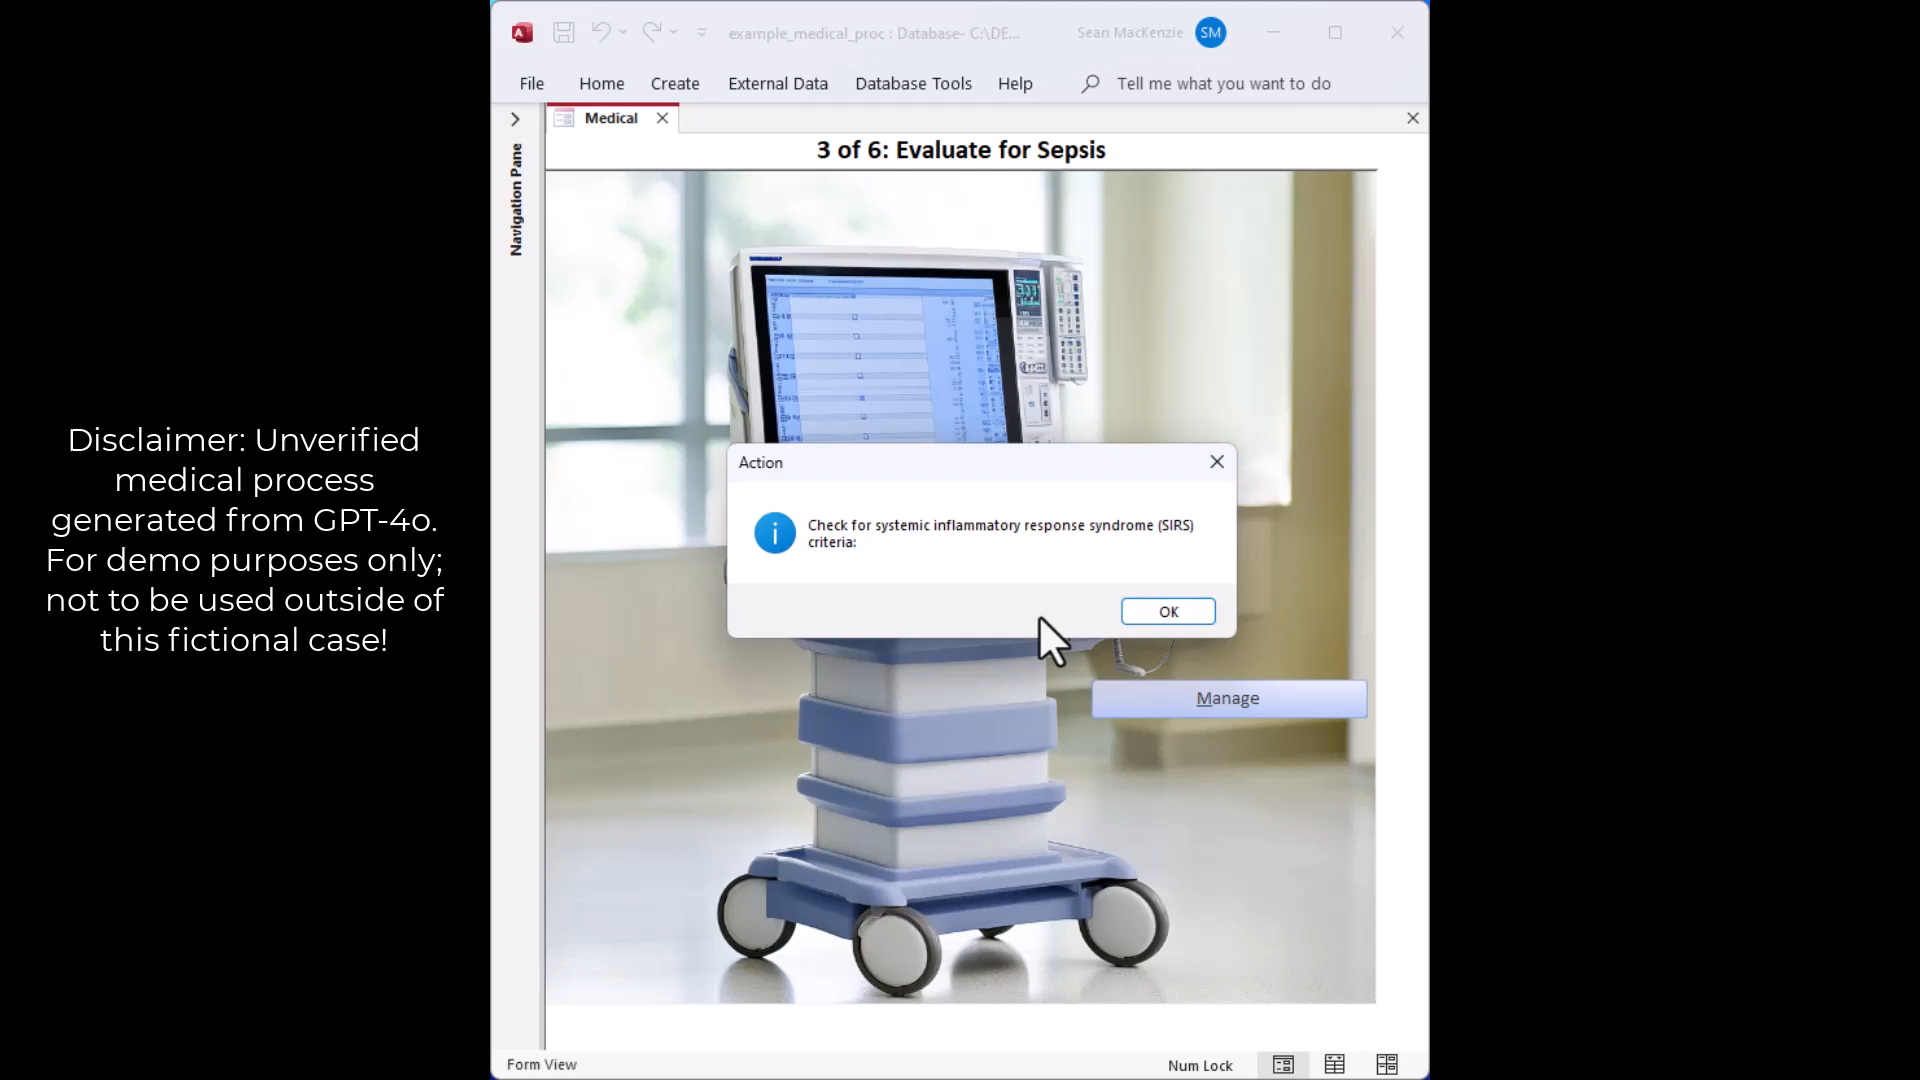 example_medical_proc : Database- C:\DE...
Sean MacKenzie
SM
File
Home
Create
External Data
Database Tools
Help
Tell me what you want to do
Medical
Navigation Pane
3 of 6: Evaluate for Sepsis
Disclaimer: Unverified
medical process
generated from GPT-4o.
For demo purposes only;
not to be used outside of
this fictional case!
Action
Check for systemic inflammatory response syndrome (SIRS)
criteria:
OK
Manage
Form View
Num Lock